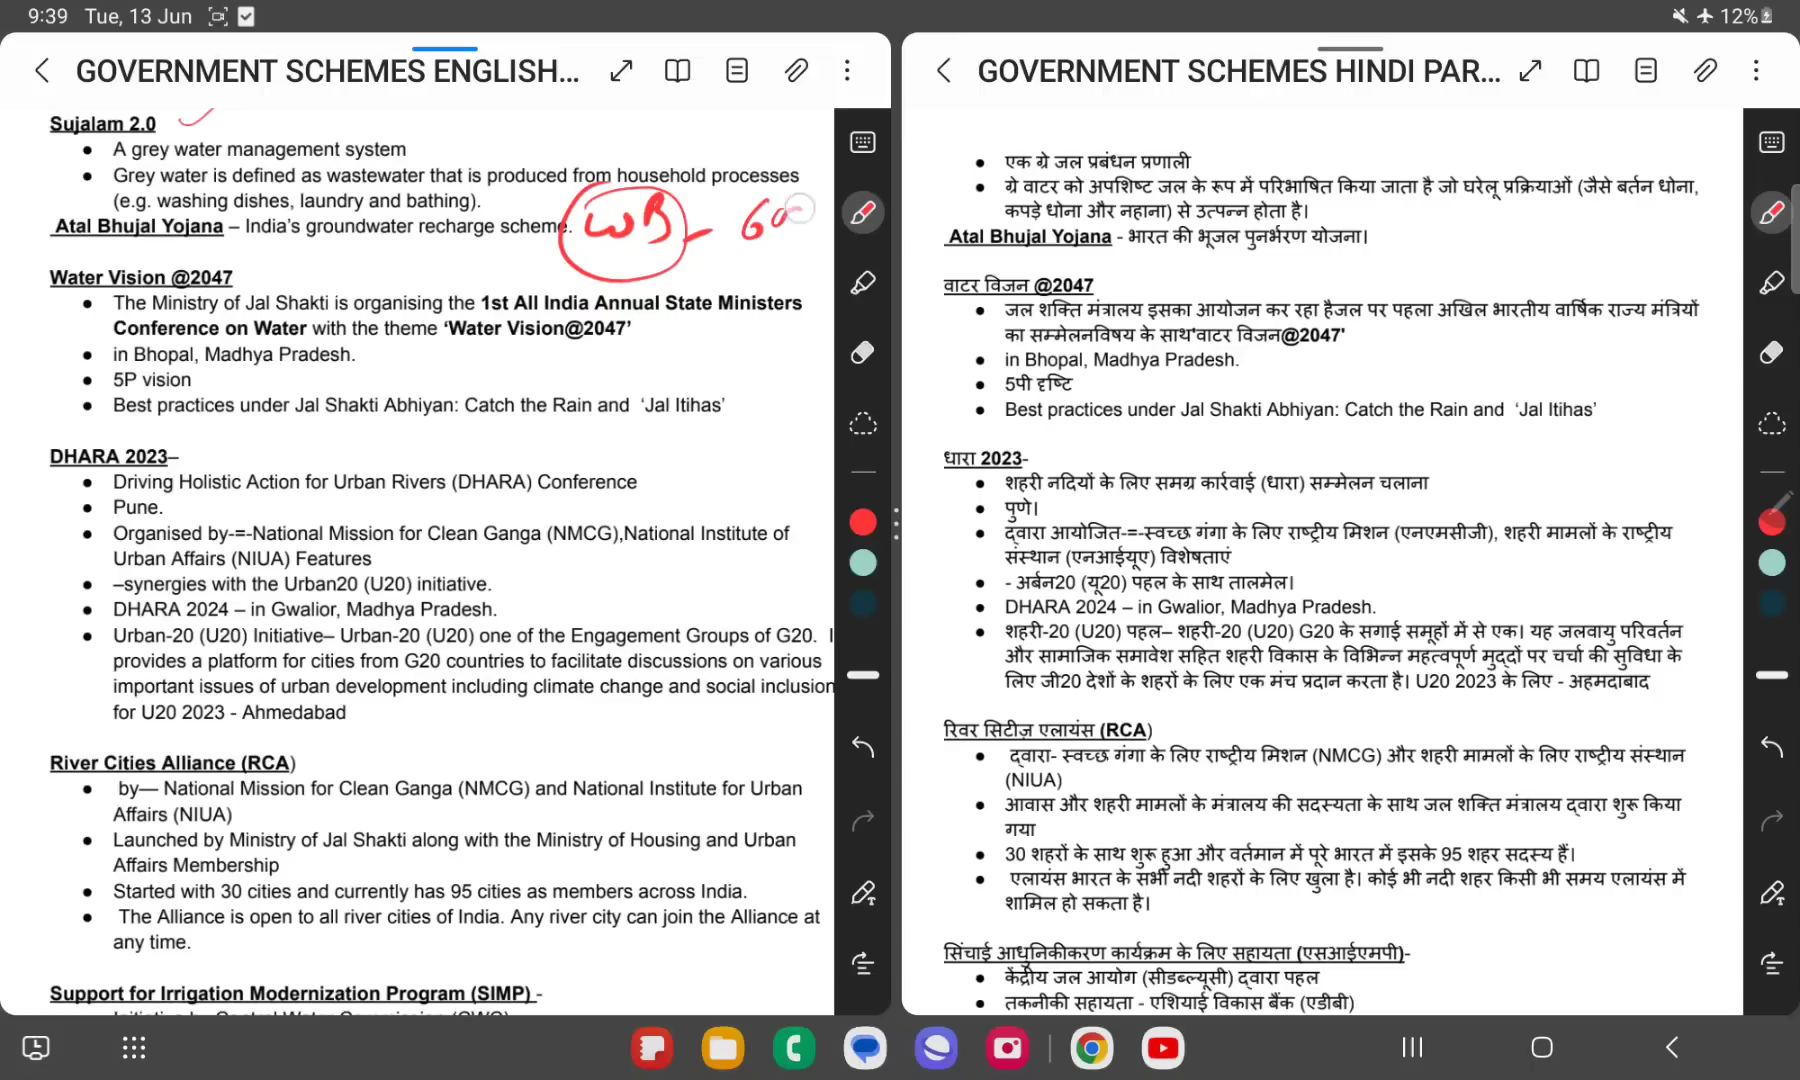 9:39 Tue, 13 Jun
12%
GOVERNMENT SCHEMES ENGLISH...
Sujalam 2.0
● A grey water management system
● Grey water is defined as wastewater that is produced from household processes
(e.g. washing dishes, laundry and bathing).
Atal Bhujal Yojana – India's groundwater recharge scheme.
WB -
Water Vision @2047
● The Ministry of Jal Shakti is organising the 1st All India Annual State Ministers
Conference on Water with the theme 'Water Vision@2047'
● in Bhopal, Madhya Pradesh.
● 5P vision
● Best practices under Jal Shakti Abhiyan: Catch the Rain and 'Jal Itihas'
DHARA 2023–
● Driving Holistic Action for Urban Rivers (DHARA) Conference
● Pune.
● Organised by-=-National Mission for Clean Ganga (NMCG),National Institute of
Urban Affairs (NIUA) Features
● –synergies with the Urban20 (U20) initiative.
● DHARA 2024 – in Gwalior, Madhya Pradesh.
● Urban-20 (U20) Initiative– Urban-20 (U20) one of the Engagement Groups of G20.
provides a platform for cities from G20 countries to facilitate discussions on various
important issues of urban development including climate change and social inclusion
for U20 2023 - Ahmedabad
River Cities Alliance (RCA)
● by— National Mission for Clean Ganga (NMCG) and National Institute for Urban
Affairs (NIUA)
● Launched by Ministry of Jal Shakti along with the Ministry of Housing and Urban
Affairs Membership
● Started with 30 cities and currently has 95 cities as members across India.
● The Alliance is open to all river cities of India. Any river city can join the Alliance at
any time.
Support for Irrigation Modernization Program (SIMP) -
GOVERNMENT SCHEMES HINDI PAR...
● एक ग्रे जल प्रबंधन प्रणाली
● ग्रे वाटर को अपशिष्ट जल के रूप में परिभाषित किया जाता है जो घरेलू प्रक्रियाओं (जैसे बर्तन धोना,
कपड़े धोना और नहाना) से उत्पन्न होता है।
Atal Bhujal Yojana - भारत की भूजल पुनर्भरण योजना।
वाटर विजन @2047
● जल शक्ति मंत्रालय इसका आयोजन कर रहा हैजल पर पहला अखिल भारतीय वार्षिक राज्य मंत्रियों
का सम्मेलनविषय के साथ'वाटर विजन@2047'
● in Bhopal, Madhya Pradesh.
● 5पी दृष्टि
● Best practices under Jal Shakti Abhiyan: Catch the Rain and 'Jal Itihas'
धारा 2023-
● शहरी नदियों के लिए समग्र कार्रवाई (धारा) सम्मेलन चलाना
● पुणे।
● द्वारा आयोजित-=-स्वच्छ गंगा के लिए राष्ट्रीय मिशन (एनएमसीजी), शहरी मामलों के राष्ट्रीय
संस्थान (एनआईयूए) विशेषताएं
● - अर्बन20 (यू20) पहल के साथ तालमेल।
● DHARA 2024 – in Gwalior, Madhya Pradesh.
● शहरी-20 (U20) पहल– शहरी-20 (U20) G20 के सगाई समूहों में से एक। यह जलवायु परिवर्तन
और सामाजिक समावेश सहित शहरी विकास के विभिन्न महत्वपूर्ण मुद्दों पर चर्चा की सुविधा के
लिए जी20 देशों के शहरों के लिए एक मंच प्रदान करता है। U20 2023 के लिए - अहमदाबाद
रिवर सिटीज़ एलायंस (RCA)
● द्वारा- स्वच्छ गंगा के लिए राष्ट्रीय मिशन (NMCG) और शहरी मामलों के लिए राष्ट्रीय संस्थान
(NIUA)
● आवास और शहरी मामलों के मंत्रालय की सदस्यता के साथ जल शक्ति मंत्रालय द्वारा शुरू किया
गया
● 30 शहरों के साथ शुरू हुआ और वर्तमान में पूरे भारत में इसके 95 शहर सदस्य हैं।
● एलायंस भारत के सभी नदी शहरों के लिए खुला है। कोई भी नदी शहर किसी भी समय एलायंस में
शामिल हो सकता है।
सिंचाई आधुनिकीकरण कार्यक्रम के लिए सहायता (एसआईएमपी)-
● केंद्रीय जल आयोग (सीडब्ल्यूसी) द्वारा पहल
● तकनीकी सहायता - एशियाई विकास बैंक (एडीबी)